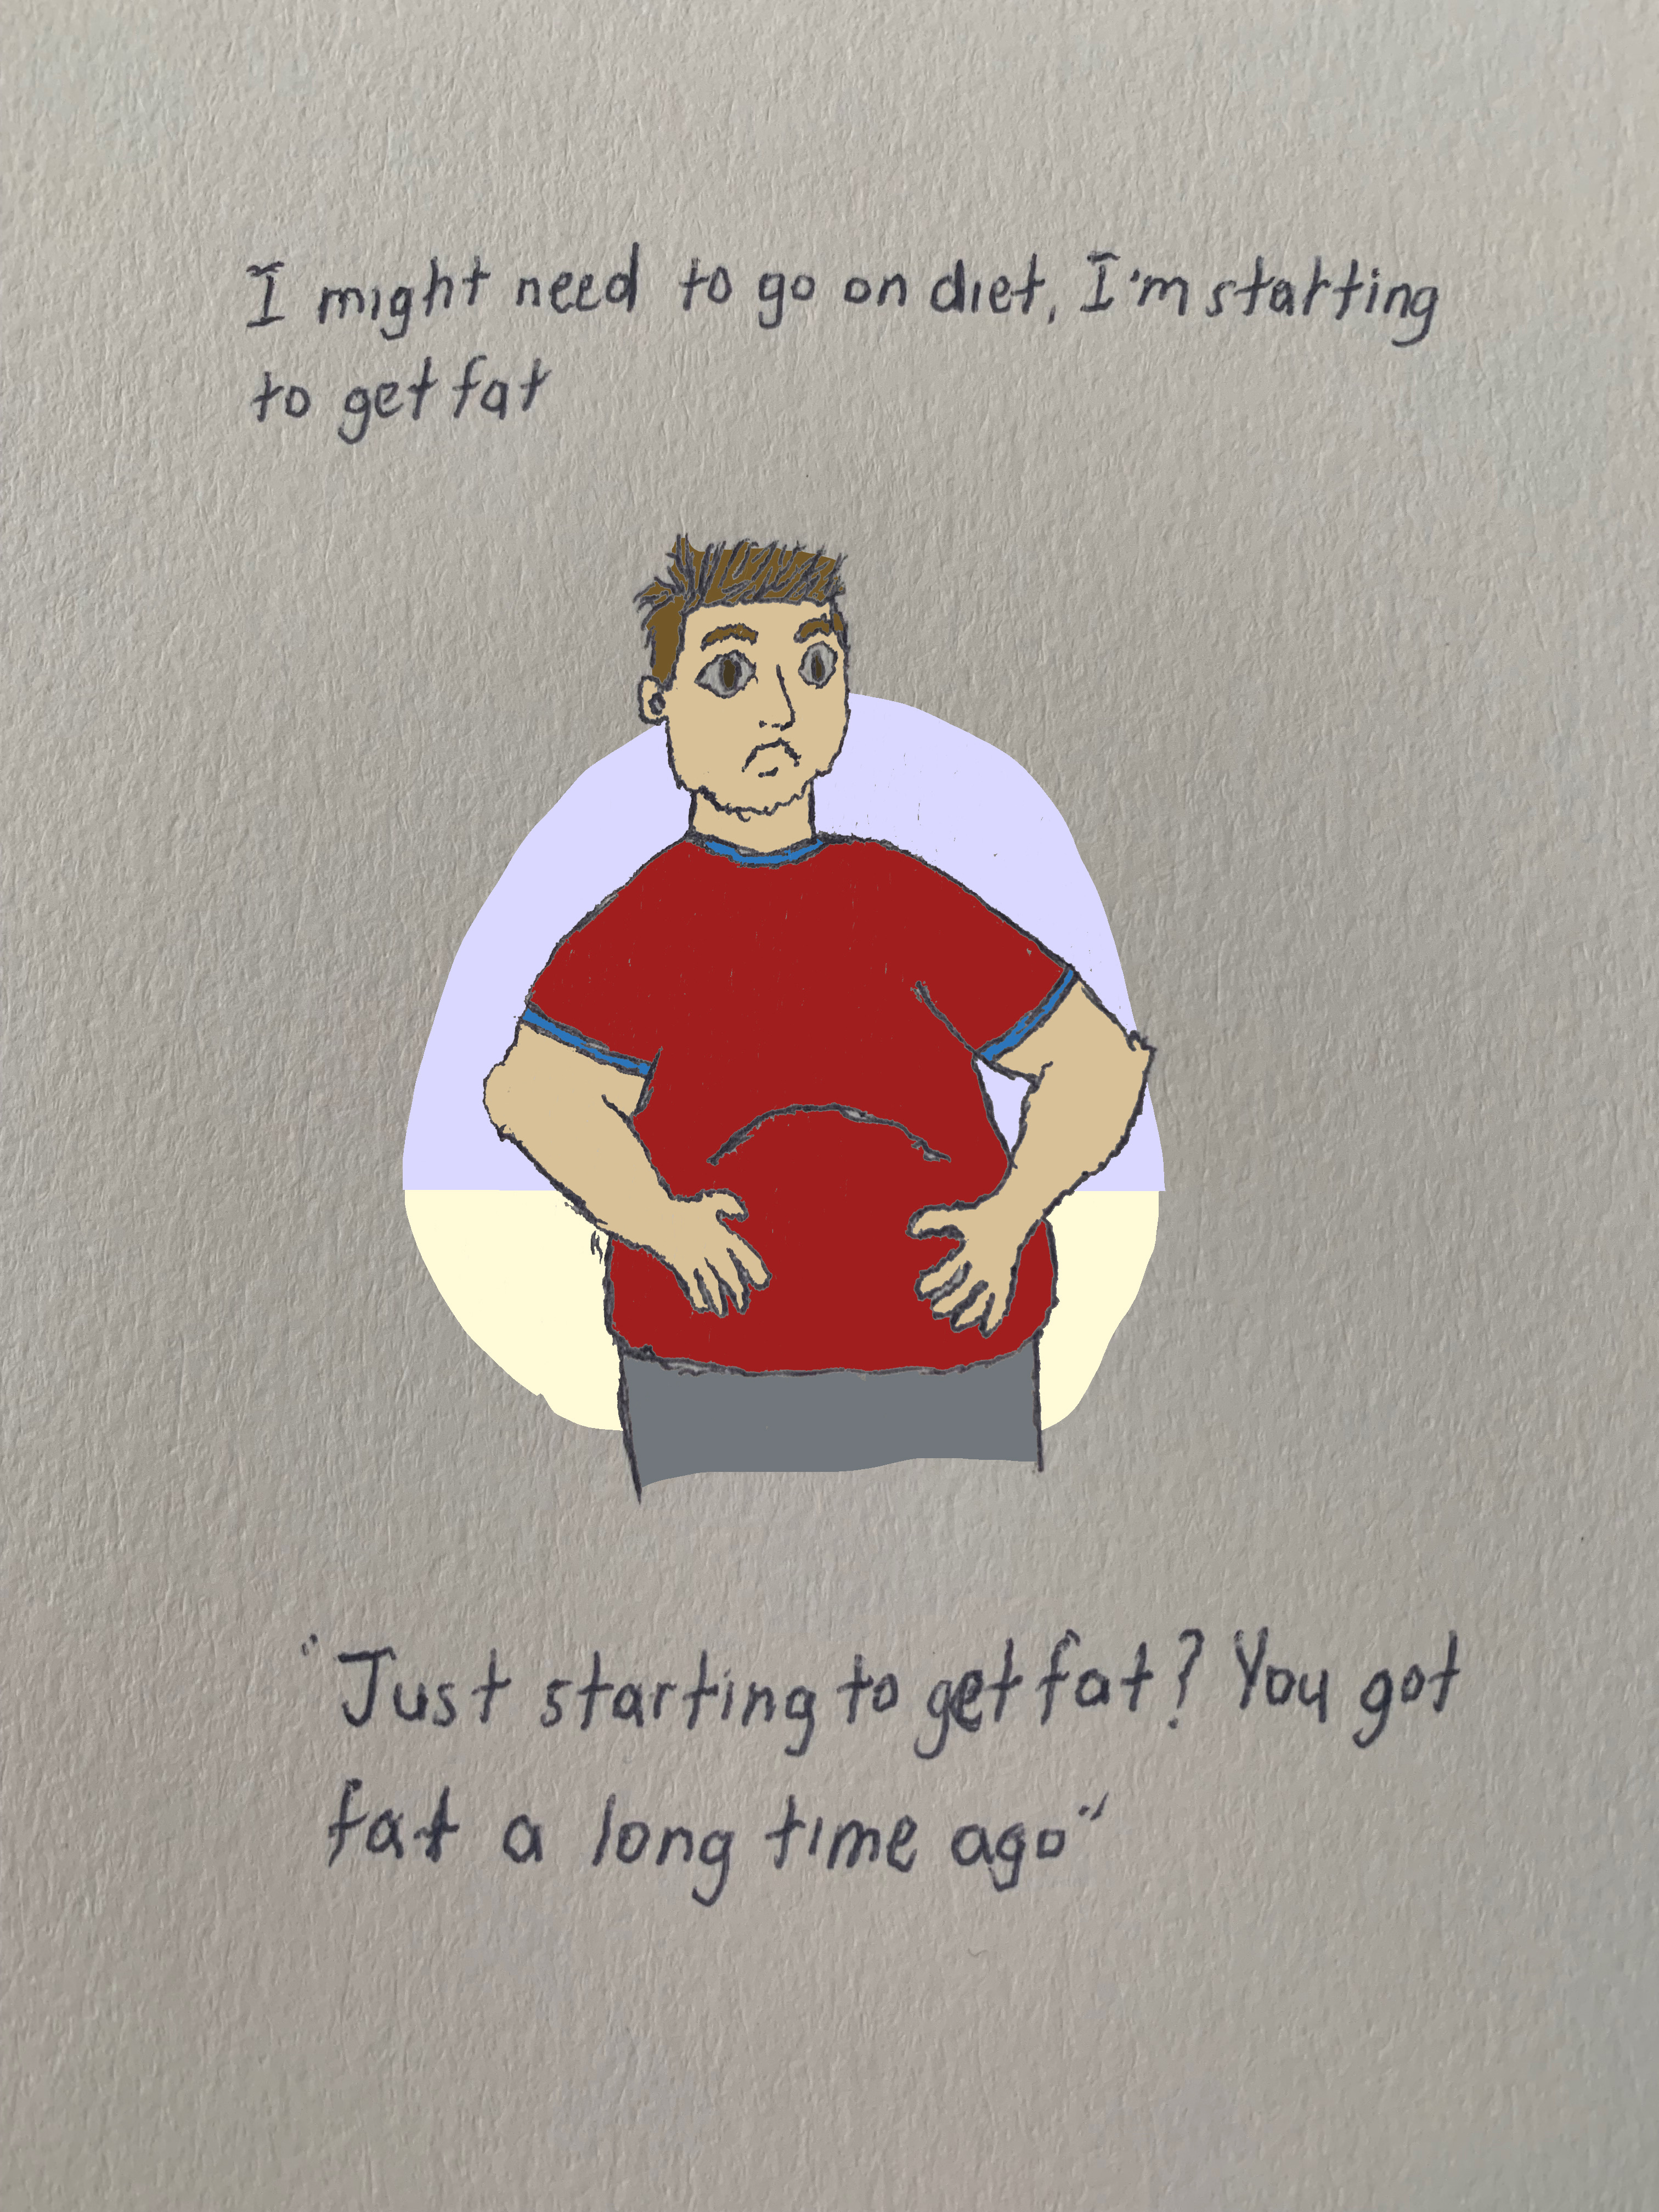 I might need to go on diet, I'm starting
to get fat
"Just starting to get fat? You got
fat a long time ago"